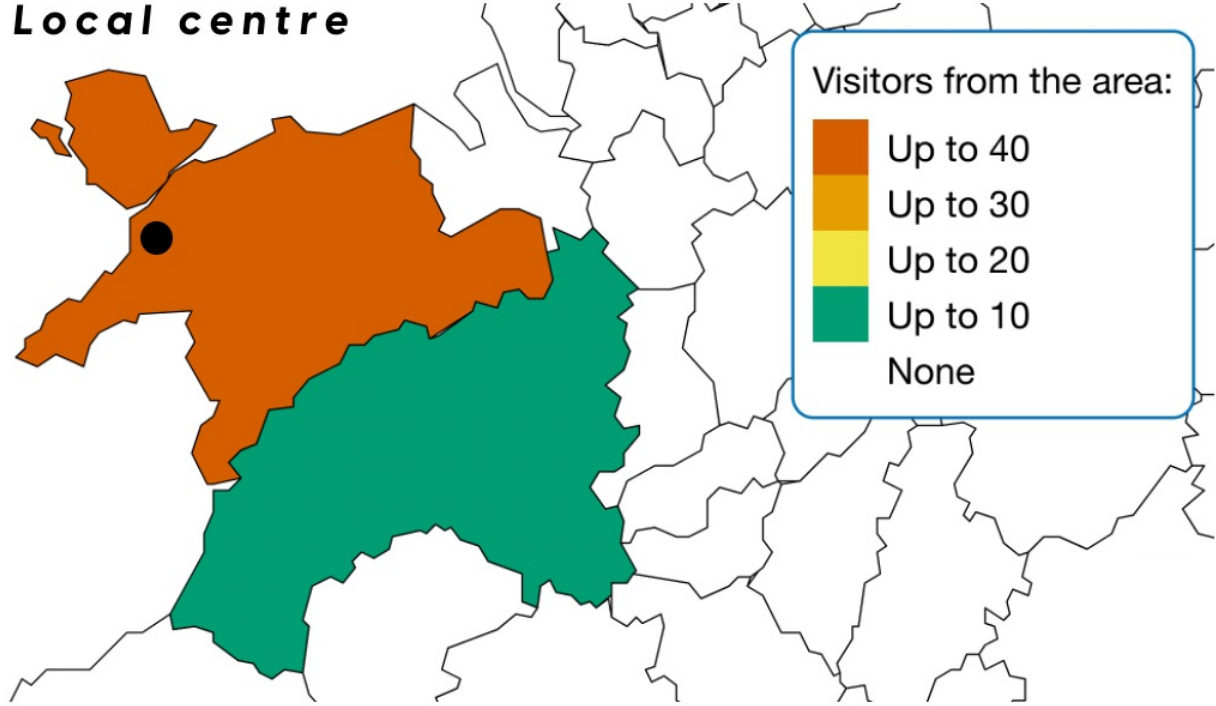 Local centre
Visitors from the area:
Up to 40
Up to 30
Up to 20
Up to 10
None